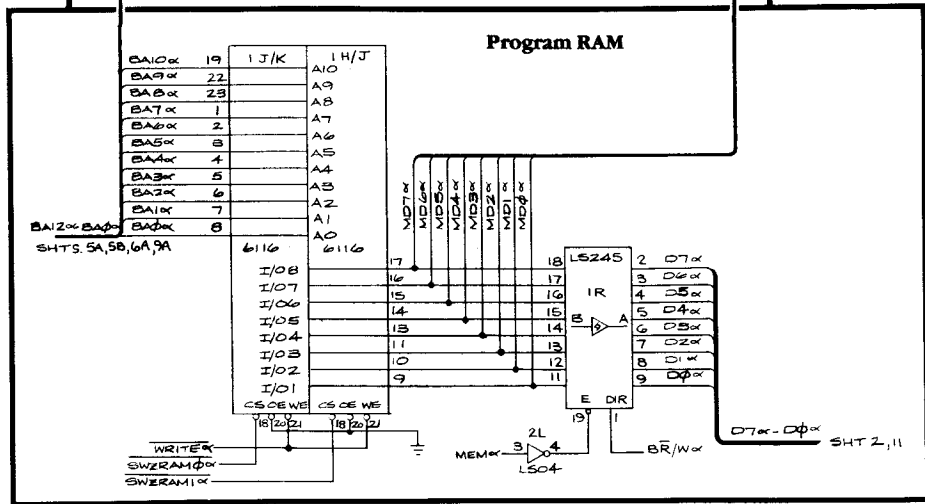 Program RAM
1 J/K 1 H/J
BA10α 19 A10
BA9α 22 A9
BA8α 23 A8
BA7α 1 A7
BA6α 2 A6
BA5α 3 A5
BA4α 4 A4
BA3α 5 A3
BA2α 6 A2
BA1α 7 A1
BA12α-BA0α BA0α 8 A0
SHTS. 5A,5B,6A,9A
6116 6116
MD7α MD6α MD5α MD4α MD3α MD2α MD1α MD0α
LS245
1R
B A
I/O8 17 18 2 D7α
I/O7 16 17 3 D6α
I/O6 15 16 4 D5α
I/O5 14 15 5 D4α
I/O4 13 14 6 D3α
I/O3 11 13 7 D2α
I/O2 10 12 8 D1α
I/O1 9 11 9 D0α
CS OE WE CS OE WE
18 20 21 18 20 21
E DIR
19 1
WRITEα
SWZRAM0α
SWZRAM1α
2L
MEMα 3 4
LS04
BR/Wα
D7α-D0α
SHT 2,11